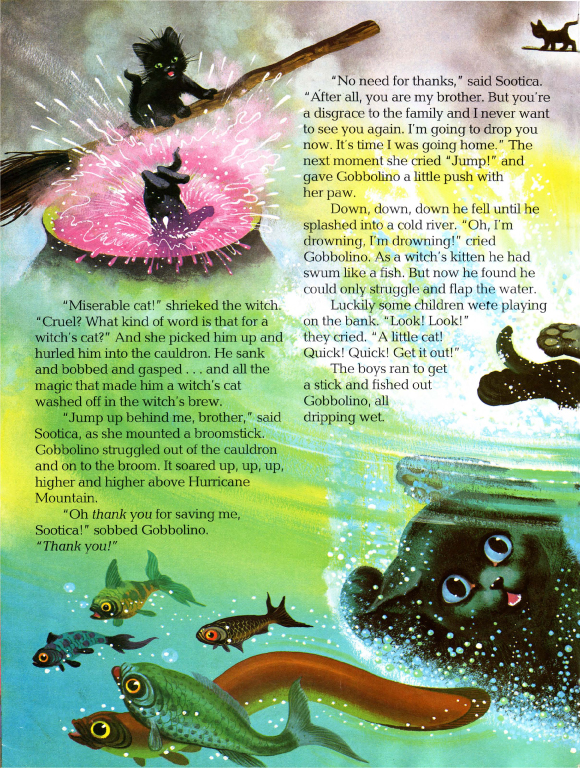 "Miserable cat!" shrieked the witch.
"Cruel? What kind of word is that for a
witch's cat?" And she picked him up and
hurled him into the cauldron. He sank
and bobbed and gasped . . . and all the
magic that made him a witch's cat
washed off in the witch's brew.
"Jump up behind me, brother," said
Sootica, as she mounted a broomstick.
Gobbolino struggled out of the cauldron
and on to the broom. It soared up, up, up,
higher and higher above Hurricane
Mountain.
"Oh thank you for saving me,
Sootica!" sobbed Gobbolino.
"Thank you!"
"No need for thanks," said Sootica.
"After all, you are my brother. But you're
a disgrace to the family and I never want
to see you again. I'm going to drop you
now. It's time I was going home." The
next moment she cried "Jump!" and
gave Gobbolino a little push with
her paw.
Down, down, down he fell until he
splashed into a cold river. "Oh, I'm
drowning, I'm drowning!" cried
Gobbolino. As a witch's kitten he had
swum like a fish. But now he found he
could only struggle and flap the water.
Luckily some children were playing
on the bank. "Look! Look!"
they cried. "A little cat!
Quick! Quick! Get it out!"
The boys ran to get
a stick and fished out
Gobbolino, all
dripping wet.